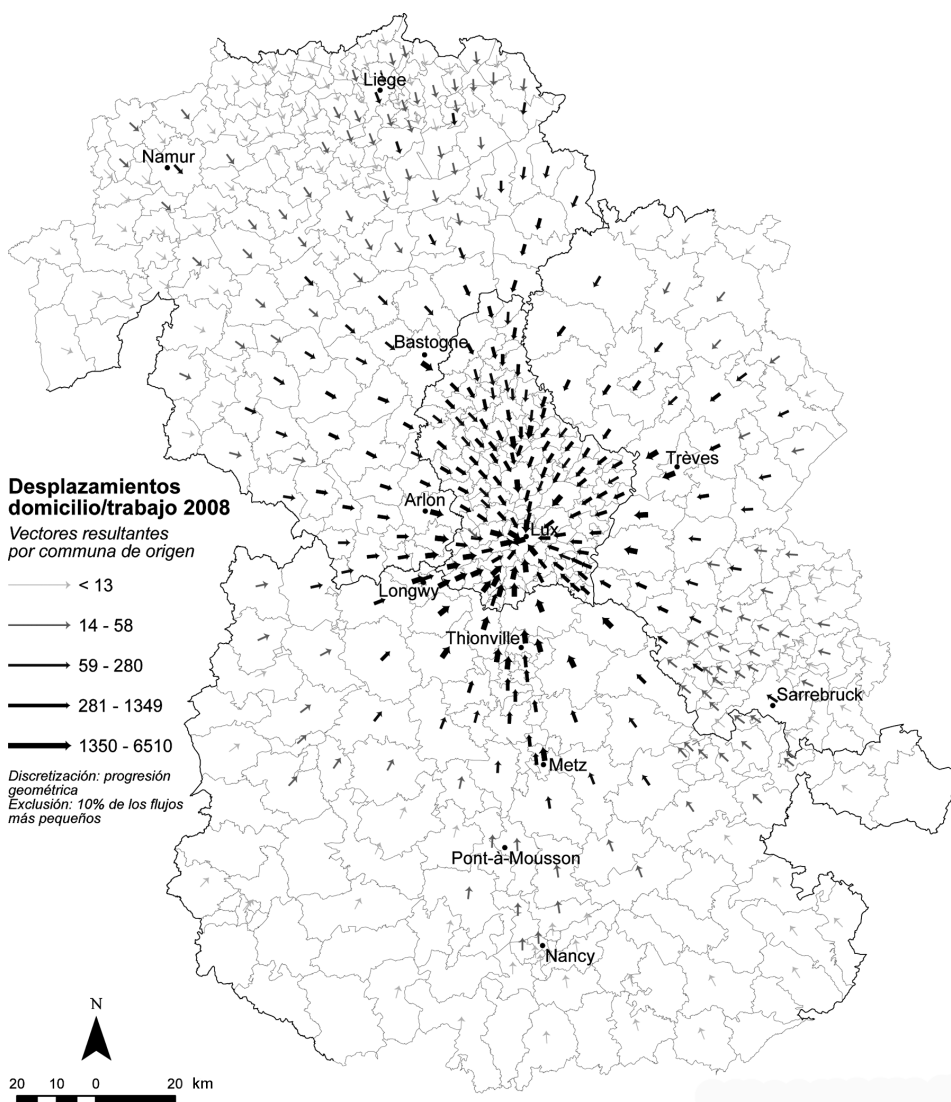 Liège
Namur
Bastogne
Trèves
Desplazamientos
domicilio/trabajo 2008
Vectores resultantes
por communa de origen
Arlon
Lux
< 13
Longwy
14 - 58
Thionville
59 - 280
Sarrebruck
281 - 1349
1350 - 6510
Metz
Discretización: progresión
geométrica
Exclusión: 10% de los flujos
más pequeños
Pont-à-Mousson
Nancy
N
20 10 0 20 km